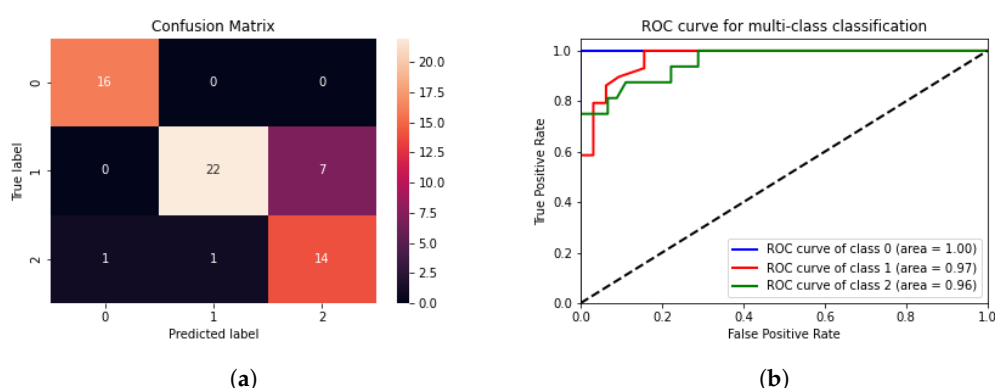 Confusion Matrix
True label
0
1
2
16 0 0
0 22 7
1 1 14
0 1 2
Predicted label
20.0
17.5
15.0
12.5
10.0
7.5
5.0
2.5
0.0
(a)
ROC curve for multi-class classification
True Positive Rate
1.0
0.8
0.6
0.4
0.2
0.0
ROC curve of class 0 (area = 1.00)
ROC curve of class 1 (area = 0.97)
ROC curve of class 2 (area = 0.96)
0.0 0.2 0.4 0.6 0.8 1.0
False Positive Rate
(b)